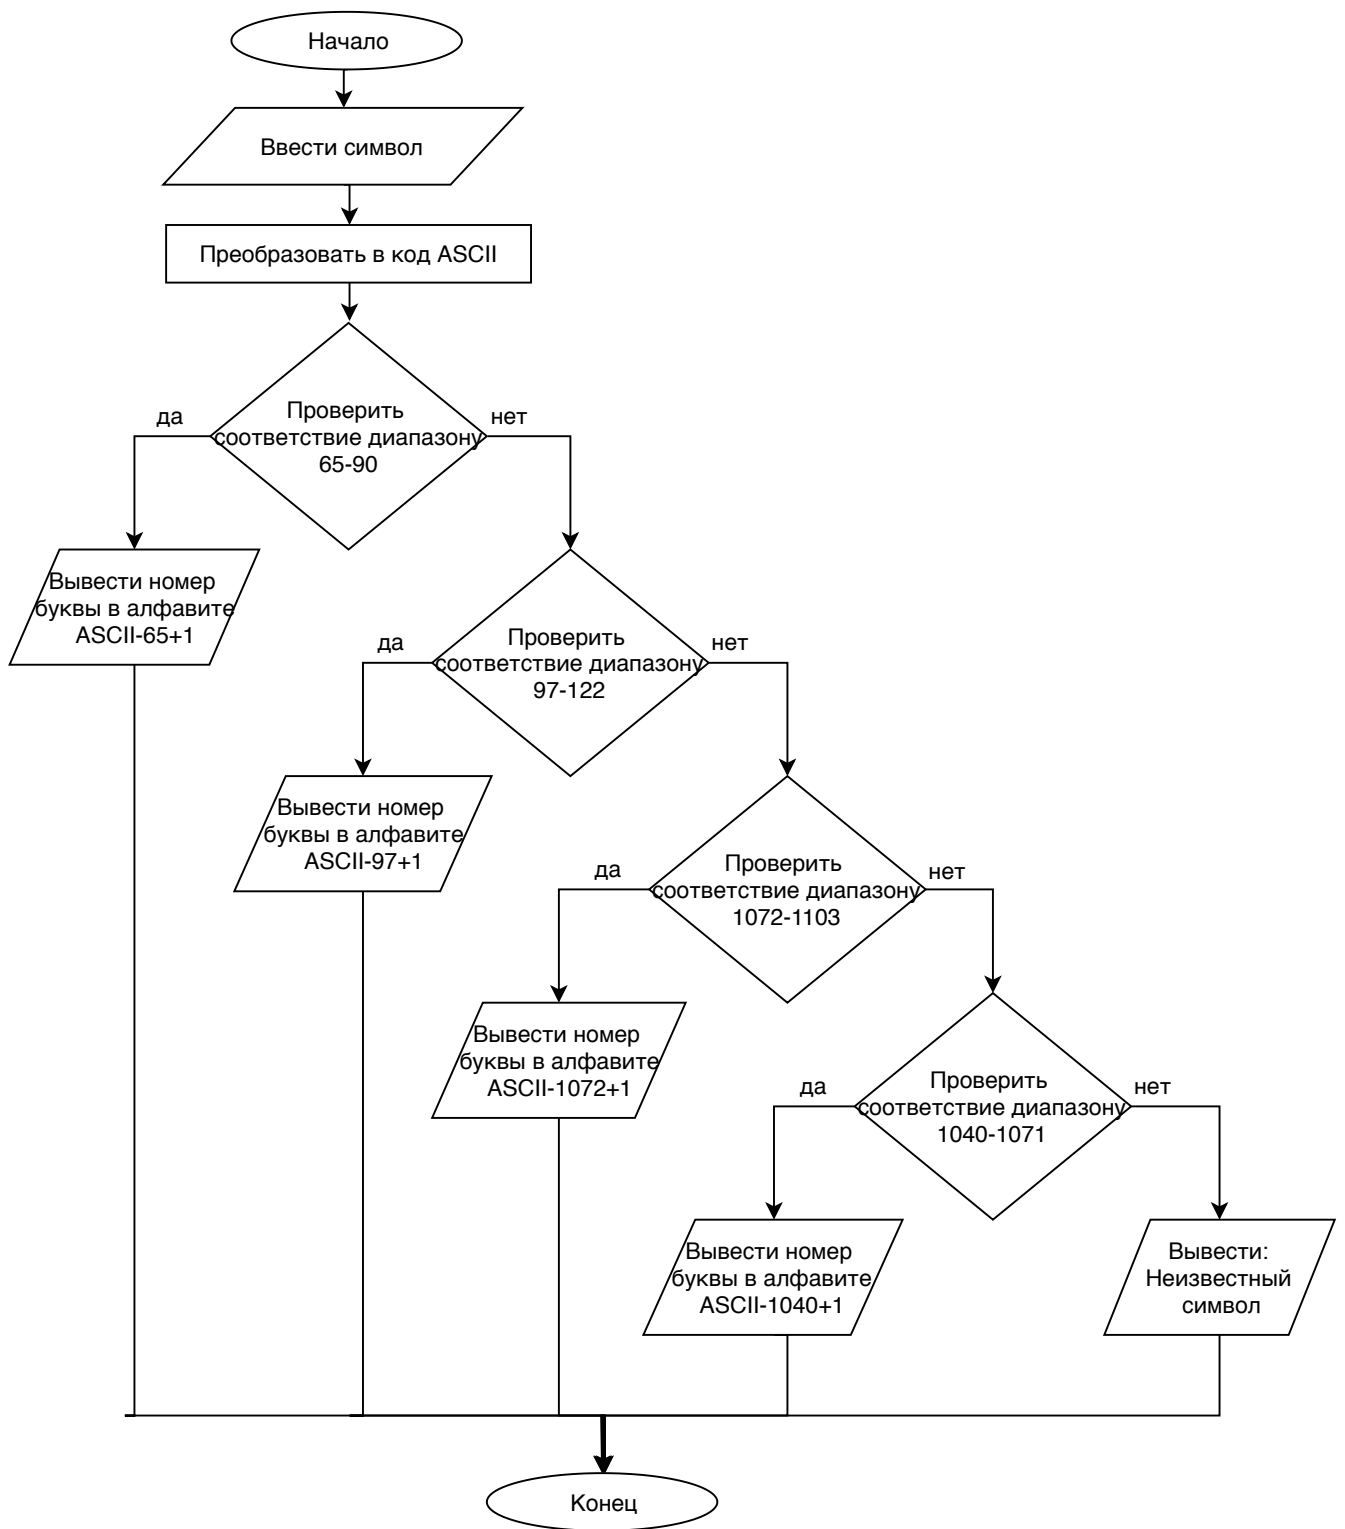 Начало
Ввести символ
Преобразовать в код ASCII
Проверить
соответствие диапазону
65-90
да
нет
Вывести номер
буквы в алфавите
ASCII-65+1
Проверить
соответствие диапазону
97-122
да
нет
Вывести номер
буквы в алфавите
ASCII-97+1
Проверить
соответствие диапазону
1072-1103
да
нет
Вывести номер
буквы в алфавите
ASCII-1072+1
Проверить
соответствие диапазону
1040-1071
да
нет
Вывести номер
буквы в алфавите
ASCII-1040+1
Вывести:
Неизвестный
символ
Конец